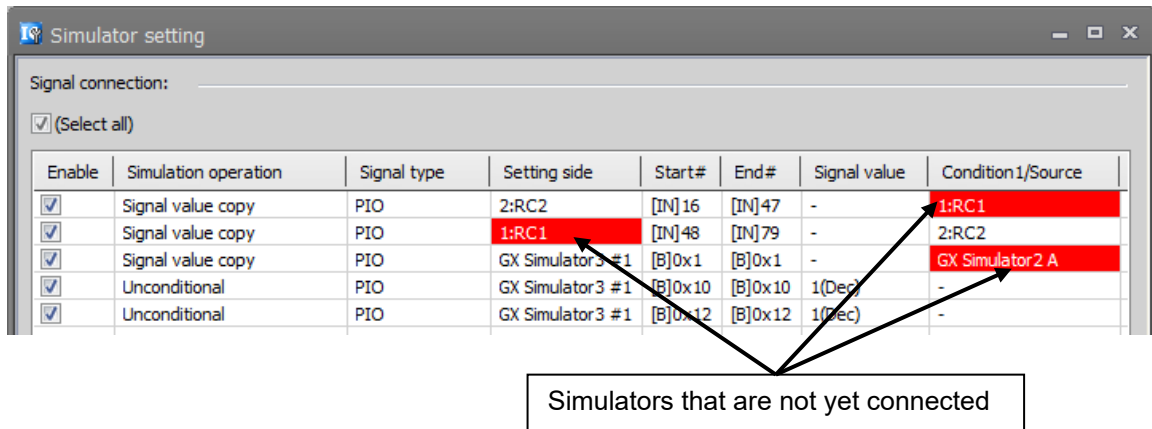 Simulator setting
Signal connection:
(Select all)
Enable Simulation operation Signal type Setting side Start# End# Signal value Condition1/Source
Signal value copy PIO 2:RC2 [IN]16 [IN]47 - 1:RC1
Signal value copy PIO 1:RC1 [IN]48 [IN]79 - 2:RC2
Signal value copy PIO GX Simulator3 #1 [B]0x1 [B]0x1 - GX Simulator2 A
Unconditional PIO GX Simulator3 #1 [B]0x10 [B]0x10 1(Dec) -
Unconditional PIO GX Simulator3 #1 [B]0x12 [B]0x12 1(Dec) -
Simulators that are not yet connected